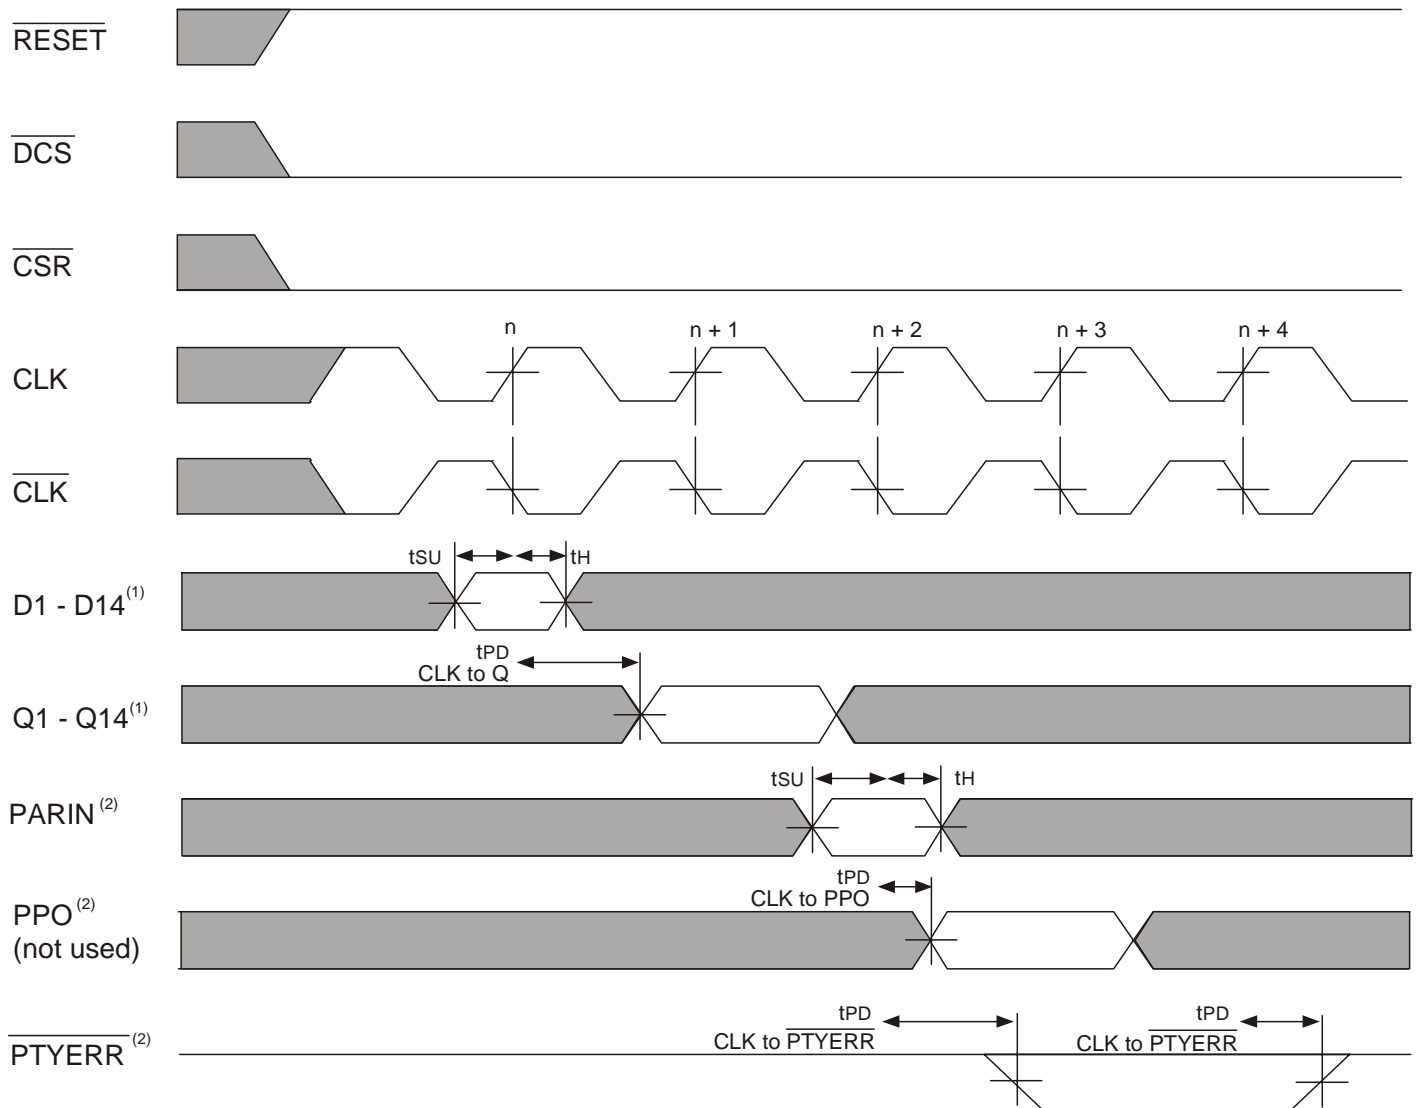 RESET
DCS
CSR
n n + 1 n + 2 n + 3 n + 4
CLK
CLK
tSU tH
D1 - D14(1)
tPD
CLK to Q
Q1 - Q14(1)
tSU tH
PARIN (2)
tPD
CLK to PPO
PPO (2)
(not used)
tPD tPD
CLK to PTYERR CLK to PTYERR
PTYERR (2)